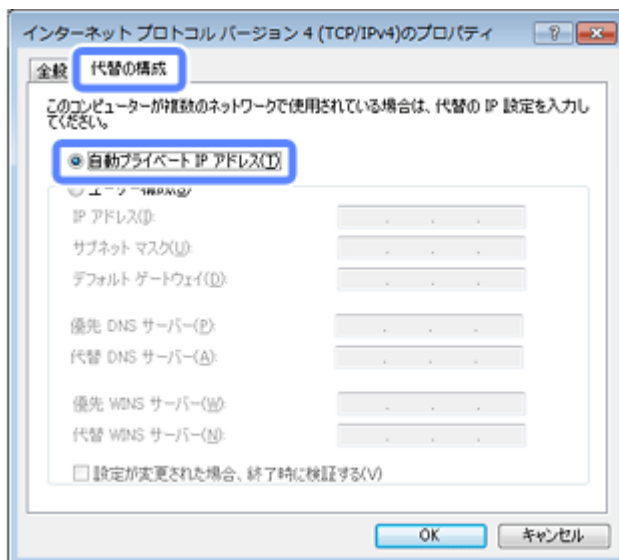 インターネット プロトコル バージョン 4 (TCP/IPv4)のプロパティ
全般
代替の構成
このコンピューターが複数のネットワークで使用されている場合は、代替の IP 設定を入力し
てください。
自動プライベート IP アドレス(T)
ユーザー構成(S)
IP アドレス(I):
サブネット マスク(U):
デフォルト ゲートウェイ(D):
優先 DNS サーバー(P):
代替 DNS サーバー(A):
優先 WINS サーバー(W):
代替 WINS サーバー(N):
設定が変更された場合、終了時に検証する(V)
OK
キャンセル